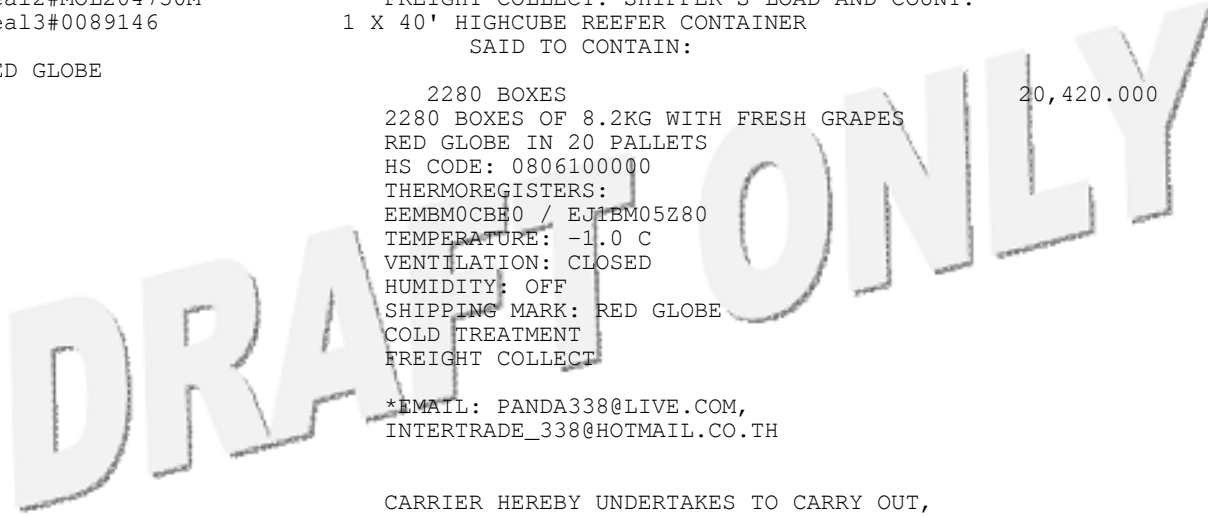 FREIGHT COLLECT. SHIPPER'S LOAD AND COUNT.
eal3#0089146 1 X 40' HIGHCUBE REEFER CONTAINER
SAID TO CONTAIN:
ED GLOBE
2280 BOXES 20,420.000
2280 BOXES OF 8.2KG WITH FRESH GRAPES
RED GLOBE IN 20 PALLETS
HS CODE: 0806100000
THERMOREGISTERS:
EEMBM0CBE0 / EJ1BM05Z80
TEMPERATURE: -1.0 C
VENTILATION: CLOSED
HUMIDITY: OFF
SHIPPING MARK: RED GLOBE
COLD TREATMENT
FREIGHT COLLECT
*EMAIL: PANDA338@LIVE.COM,
INTERTRADE_338@HOTMAIL.CO.TH
CARRIER HEREBY UNDERTAKES TO CARRY OUT,
DRAFT ONLY